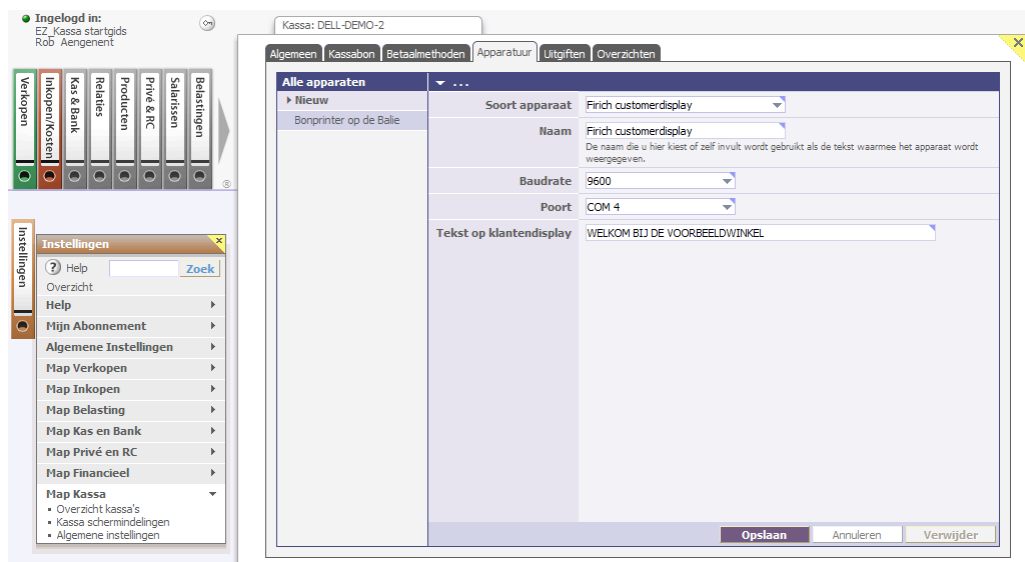 Ingelogd in:
EZ_Kassa startgids
Rob Aengenent
Verkopen
Inkopen/Kosten
Kas & Bank
Relaties
Producten
Privé & RC
Salarissen
Belastingen
®
Instellingen
Instellingen
Help
Zoek
Overzicht
Help
Mijn Abonnement
Algemene Instellingen
Map Verkopen
Map Inkopen
Map Belasting
Map Kas en Bank
Map Privé en RC
Map Financieel
Map Kassa
Overzicht kassa's
Kassa schermindelingen
Algemene instellingen
Kassa: DELL-DEMO-2
Algemeen Kassabon Betaalmethoden Apparatuur Uitgiften Overzichten
Alle apparaten
Nieuw
Bonprinter op de Balie
...
Soort apparaat Firich customerdisplay
Naam Firich customerdisplay
De naam die u hier kiest of zelf invult wordt gebruikt als de tekst waarmee het apparaat wordt
weergegeven.
Baudrate 9600
Poort COM 4
Tekst op klantendisplay WELKOM BIJ DE VOORBEELDWINKEL
Opslaan Annuleren Verwijder